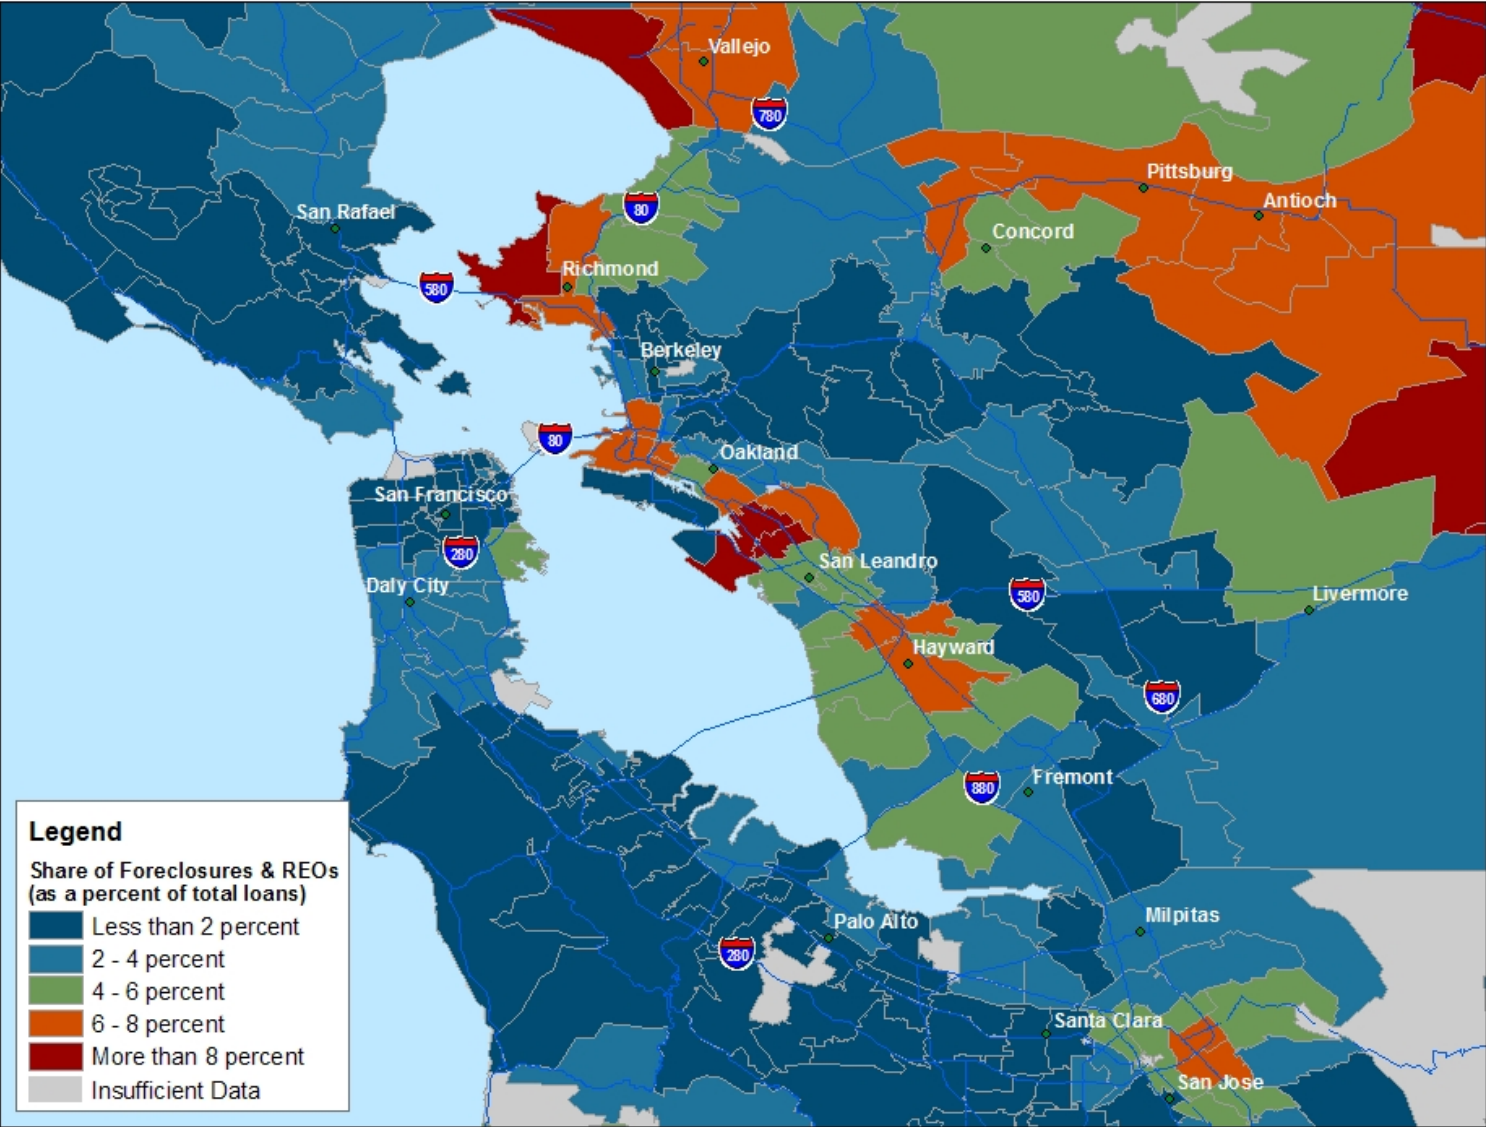 Vallejo
780
Pittsburg
Antioch
80
San Rafael
Concord
Richmond
580
Berkeley
80
Oakland
San Francisco
280
San Leandro
Daly City
580
Livermore
Hayward
680
Fremont
880
Legend
Share of Foreclosures & REOs
(as a percent of total loans)
Less than 2 percent
2 - 4 percent
4 - 6 percent
6 - 8 percent
More than 8 percent
Insufficient Data
Palo Alto
Milpitas
280
Santa Clara
San Jose